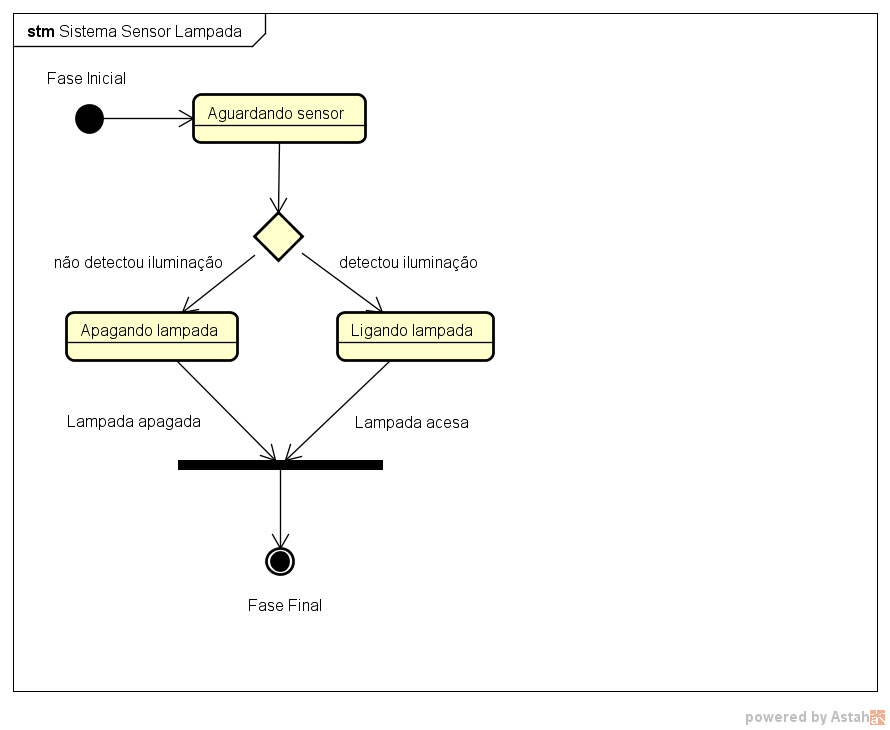 stm Sistema Sensor Lampada
Fase Inicial
Aguardando sensor
não detectou iluminação
detectou iluminação
Apagando lampada
Ligando lampada
Lampada apagada
Lampada acesa
Fase Final
powered by Astah